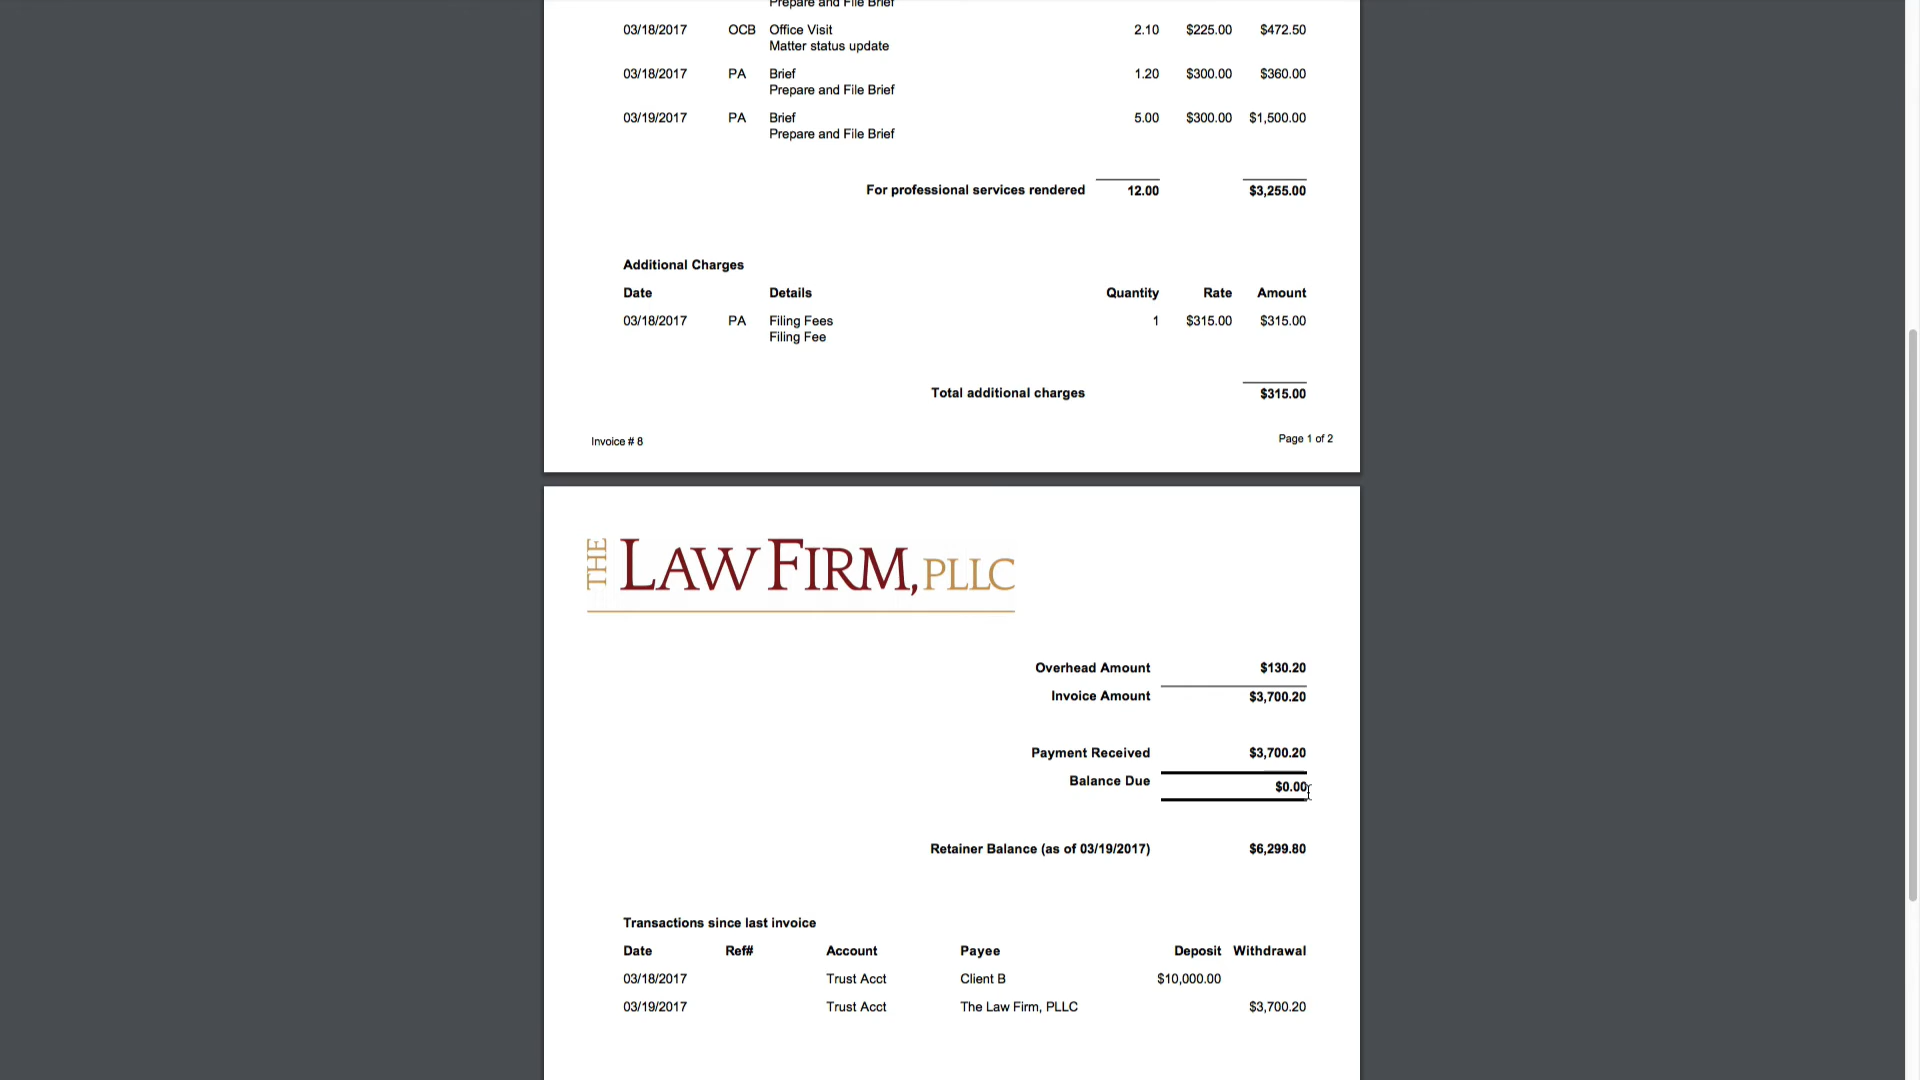 Prepare and File Brief
03/18/2017 OCB Office Visit 2.10 $225.00 $472.50
Matter status update
03/18/2017 PA Brief 1.20 $300.00 $360.00
Prepare and File Brief
03/19/2017 PA Brief 5.00 $300.00 $1,500.00
Prepare and File Brief
For professional services rendered 12.00 $3,255.00
Additional Charges
Date Details Quantity Rate Amount
03/18/2017 PA Filing Fees 1 $315.00 $315.00
Filing Fee
Total additional charges $315.00
Invoice # 8 Page 1 of 2
THE LAW FIRM, PLLC
Overhead Amount $130.20
Invoice Amount $3,700.20
Payment Received $3,700.20
Balance Due $0.00
Retainer Balance (as of 03/19/2017) $6,299.80
Transactions since last invoice
Date Ref# Account Payee Deposit Withdrawal
03/18/2017 Trust Acct Client B $10,000.00
03/19/2017 Trust Acct The Law Firm, PLLC $3,700.20